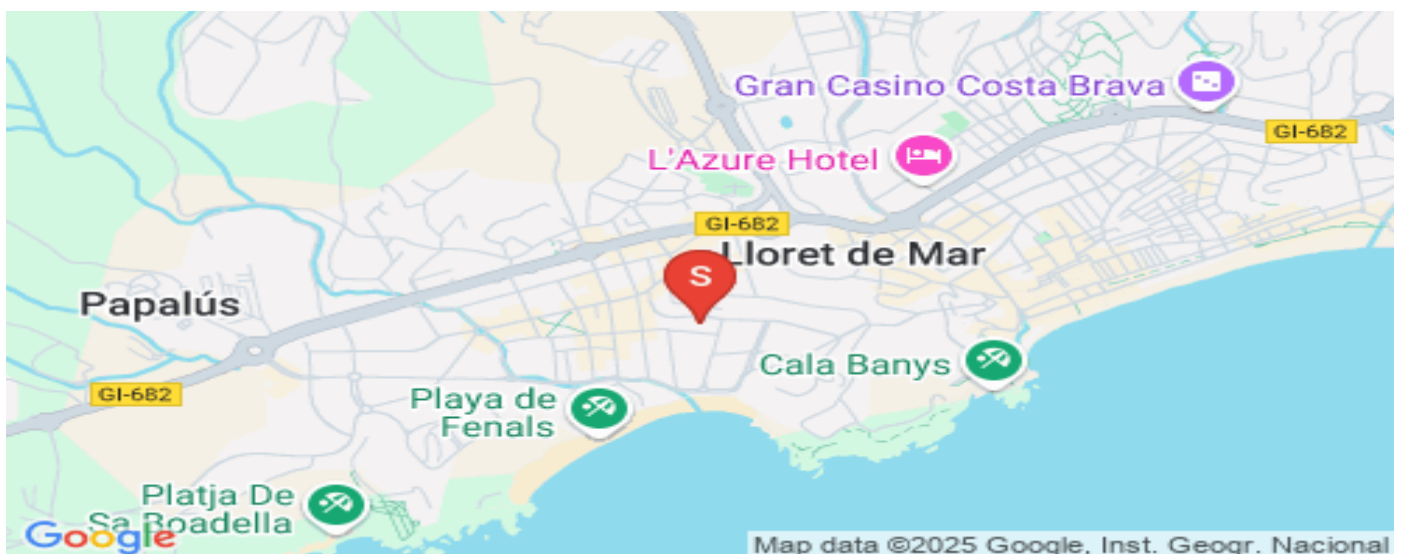 Gran Casino Costa Brava
GI-682
L'Azure Hotel
GI-682
Lloret de Mar
S
Papalús
Cala Banys
GI-682
Playa de
Fenals
Platja De
Sa Boadella
Google
Map data ©2025 Google, Inst. Geogr. Nacional